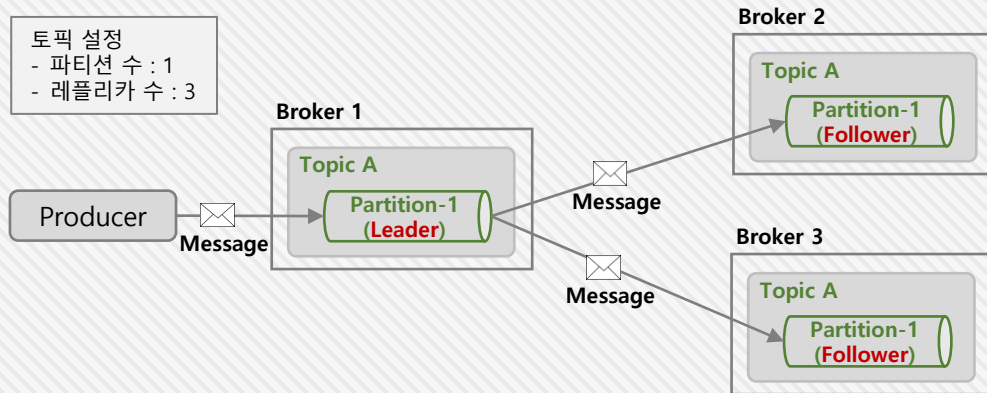 토픽 설정
- 파티션 수 : 1
- 레플리카 수 : 3
Producer
Message
Broker 1
Topic A
Partition-1
(Leader)
Message
Message
Broker 2
Topic A
Partition-1
(Follower)
Broker 3
Topic A
Partition-1
(Follower)